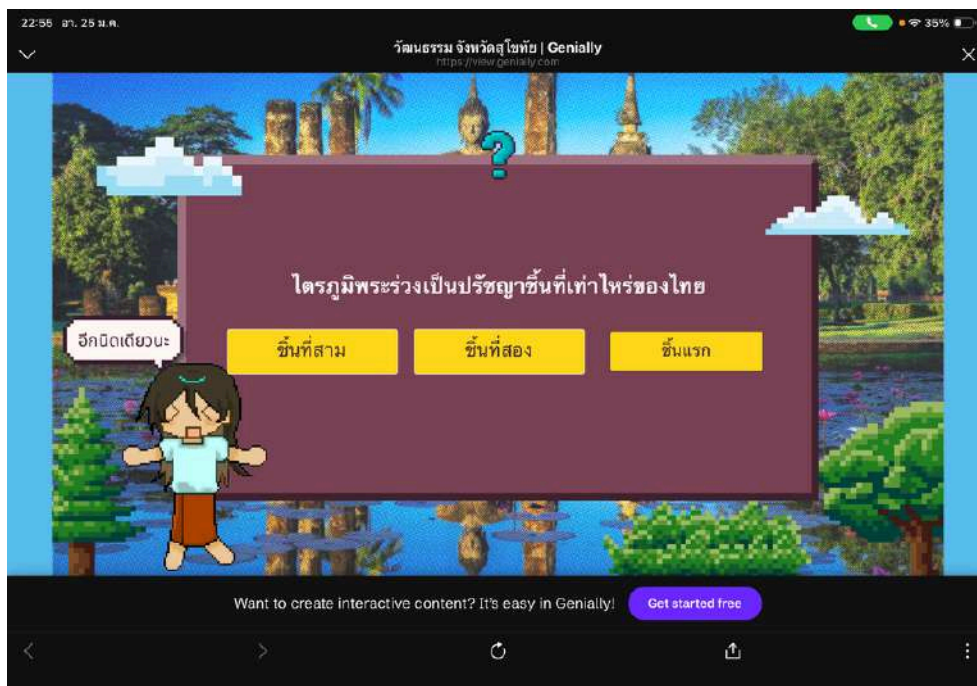 22:55 อา. 25 ม.ค.
35%
วัฒนธรรม จังหวัดสุโขทัย | Genially
https://view.genially.com
?
ไตรภูมิพระร่วงเป็นปรัชญาชิ้นที่เท่าไหร่ของไทย
อีกนิดเดียวนะ
ชิ้นที่สาม
ชิ้นที่สอง
ชิ้นแรก
Want to create interactive content? It's easy in Genially!
Get started free